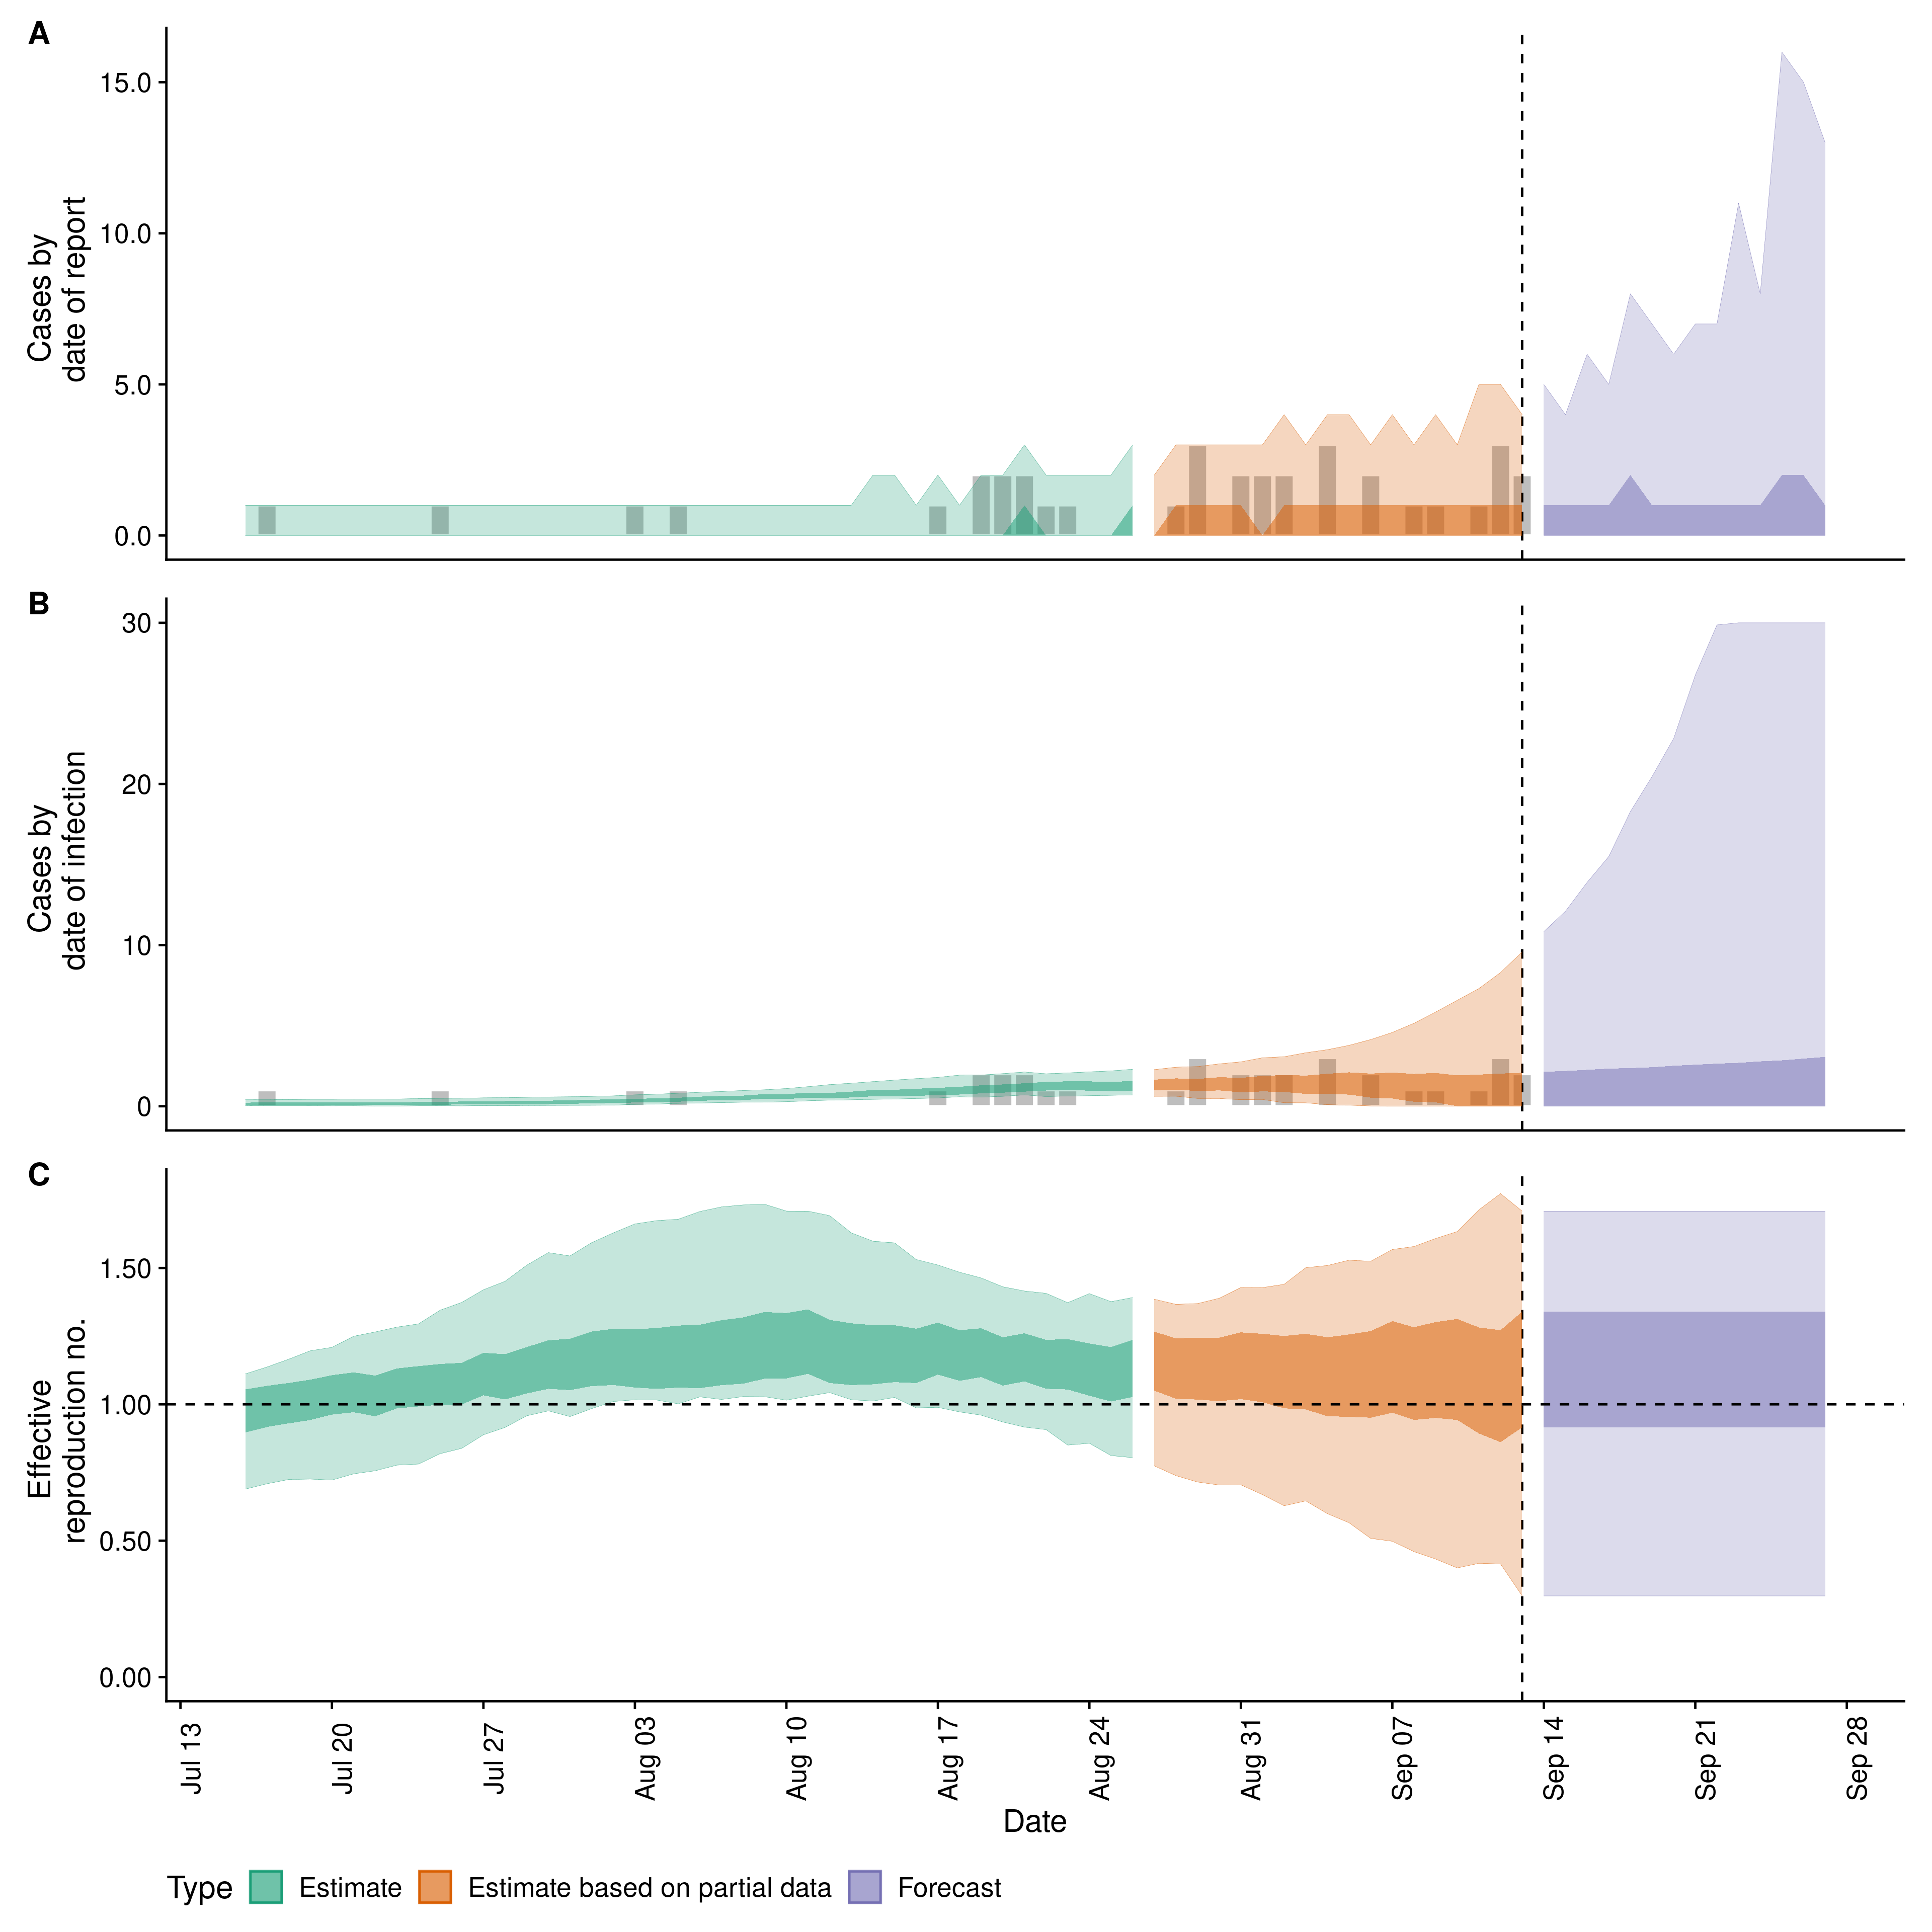 A
Cases by
date of report
15.0
10.0
5.0
0.0
B
Cases by
date of infection
30
20
10
0
C
Effective
reproduction no.
1.50
1.00
0.50
0.00
Jul 13
Jul 20
Jul 27
Aug 03
Aug 10
Aug 17
Aug 24
Aug 31
Sep 07
Sep 14
Sep 21
Sep 28
Date
Type Estimate Estimate based on partial data Forecast